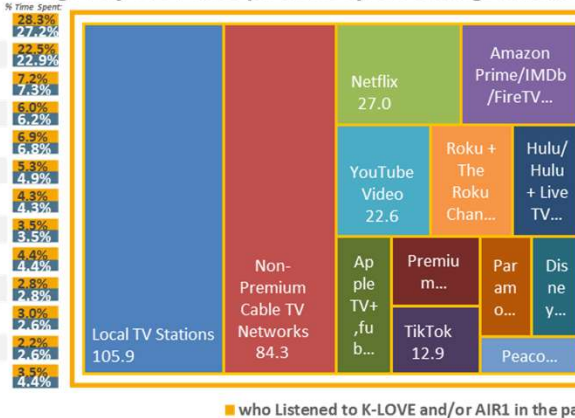 % Time Spent:
28.3%
27.2%
22.5%
22.9%
7.2%
7.3%
6.0%
6.2%
6.9%
6.8%
5.3%
4.9%
4.3%
4.3%
3.5%
3.5%
4.4%
4.4%
2.8%
2.8%
3.0%
2.6%
2.2%
2.6%
3.5%
4.4%
Local TV Stations
105.9
Non-
Premium
Cable TV
Networks
84.3
Netflix
27.0
Amazon
Prime/IMDb
/FireTV...
YouTube
Video
22.6
Roku +
The
Roku
Chan...
Hulu/
Hulu
+ Live
TV...
Ap
ple
TV+
,fu
b...
Premiu
m...
TikTok
12.9
Par
am
o...
Dis
ne
y...
Peaco...
who Listened to K-LOVE and/or AIR1 in the pa